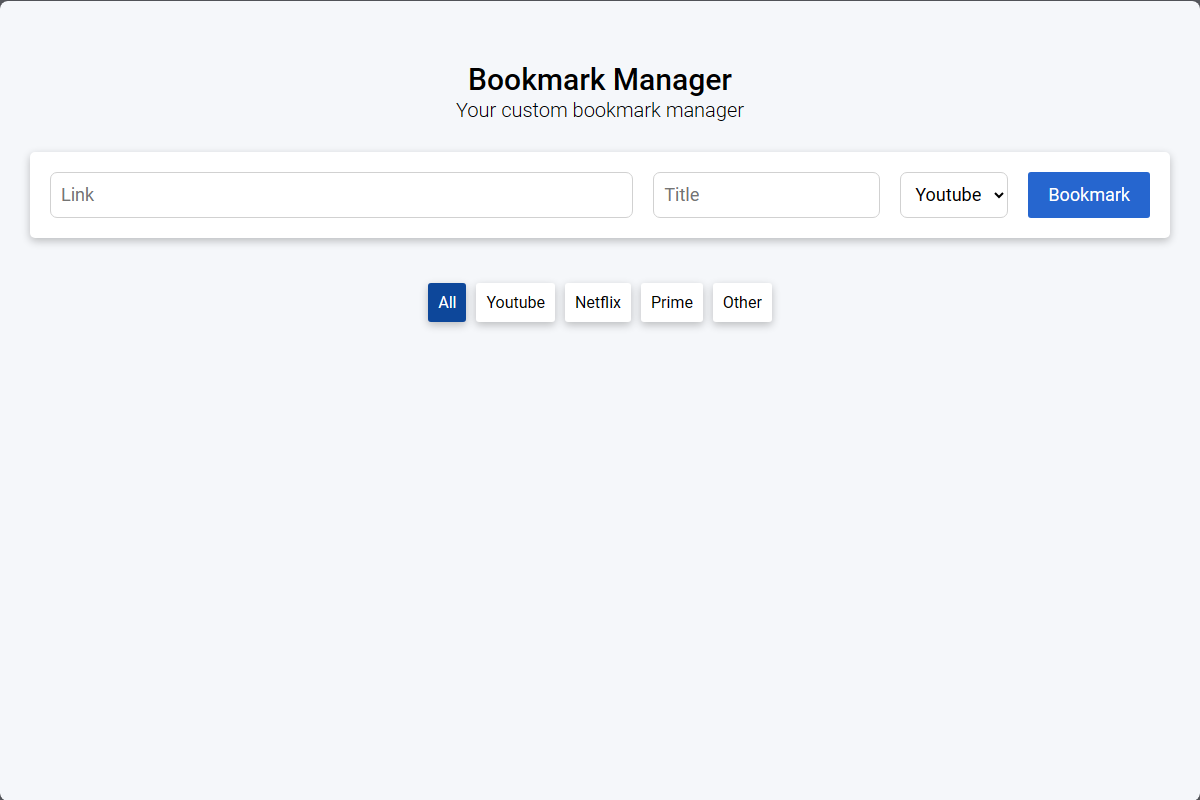 Bookmark Manager
Your custom bookmark manager
Link Title Youtube Bookmark
All Youtube Netflix Prime Other